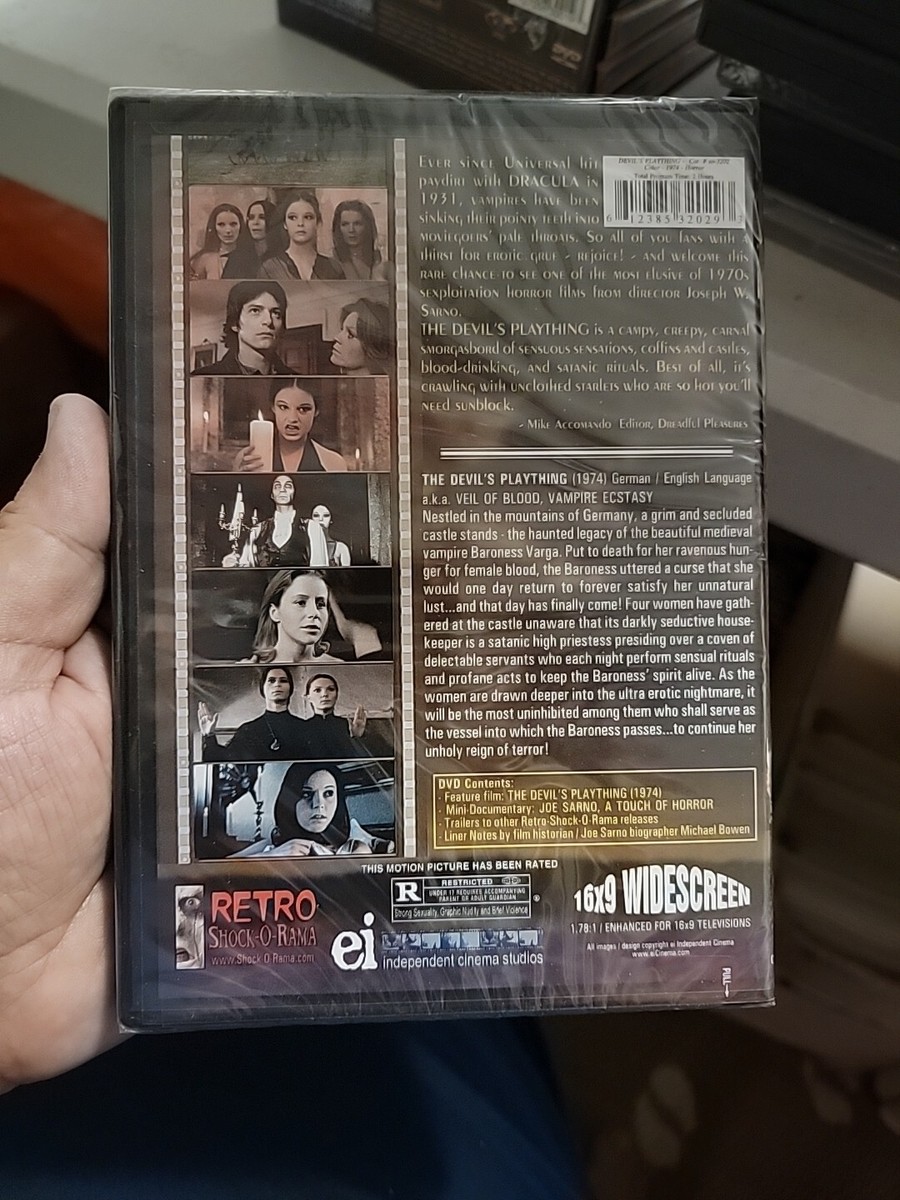 EVER SINCE UNIVERSAL HIT
PAYDIRT WITH DRACULA IN
1931, VAMPIRES HAVE BEEN
SINKING THEIR POINTY TEETH INTO
MOVIEGOERS' PALE THROATS. SO ALL OF YOU FANS WITH A
THIRST FOR EROTIC GRUE - REJOICE! - AND WELCOME THIS
RARE CHANCE TO SEE ONE OF THE MOST ELUSIVE OF 1970s
SEXPLOITATION HORROR FILMS FROM DIRECTOR JOSEPH W.
SARNO.
THE DEVIL'S PLAYTHING IS A CAMPY, CREEPY, CARNAL
SMORGASBORD OF SENSUOUS SENSATIONS, COFFINS AND CASTLES,
BLOOD-DRINKING, AND SATANIC RITUALS. BEST OF ALL, IT'S
CRAWLING WITH UNCLOTHED STARLETS WHO ARE SO HOT YOU'LL
NEED SUNBLOCK.
- MIKE ACCOMANDO EDITOR, DREADFUL PLEASURES
DEVIL'S PLAYTHING
Color - 1974 - Horror
Total Program Time: 2 Hours
6 12385 32029 7
THE DEVIL'S PLAYTHING (1974) German / English Language
a.k.a. VEIL OF BLOOD, VAMPIRE ECSTASY
Nestled in the mountains of Germany, a grim and secluded
castle stands - the haunted legacy of the beautiful medieval
vampire Baroness Varga. Put to death for her ravenous hun-
ger for female blood, the Baroness uttered a curse that she
would one day return to forever satisfy her unnatural
lust...and that day has finally come! Four women have gath-
ered at the castle unaware that its darkly seductive house-
keeper is a satanic high priestess presiding over a coven of
delectable servants who each night perform sensual rituals
and profane acts to keep the Baroness' spirit alive. As the
women are drawn deeper into the ultra erotic nightmare, it
will be the most uninhibited among them who shall serve as
the vessel into which the Baroness passes...to continue her
unholy reign of terror!
DVD Contents:
- Feature film: THE DEVIL'S PLAYTHING (1974)
- Mini-Documentary: JOE SARNO, A TOUCH OF HORROR
- Trailers to other Retro-Shock-O-Rama releases
- Liner Notes by film historian / Joe Sarno biographer Michael Bowen
THIS MOTION PICTURE HAS BEEN RATED
R RESTRICTED
UNDER 17 REQUIRES ACCOMPANYING
PARENT OR ADULT GUARDIAN
Strong Sexuality, Graphic Nudity and Brief Violence
RETRO
SHOCK-O-RAMA
www.Shock-O-Rama.com
ei
independent cinema studios
16x9 WIDESCREEN
1.78:1 / ENHANCED FOR 16x9 TELEVISIONS
All images / design copyright ei Independent Cinema
www.eiCinema.com
PULL
DVD